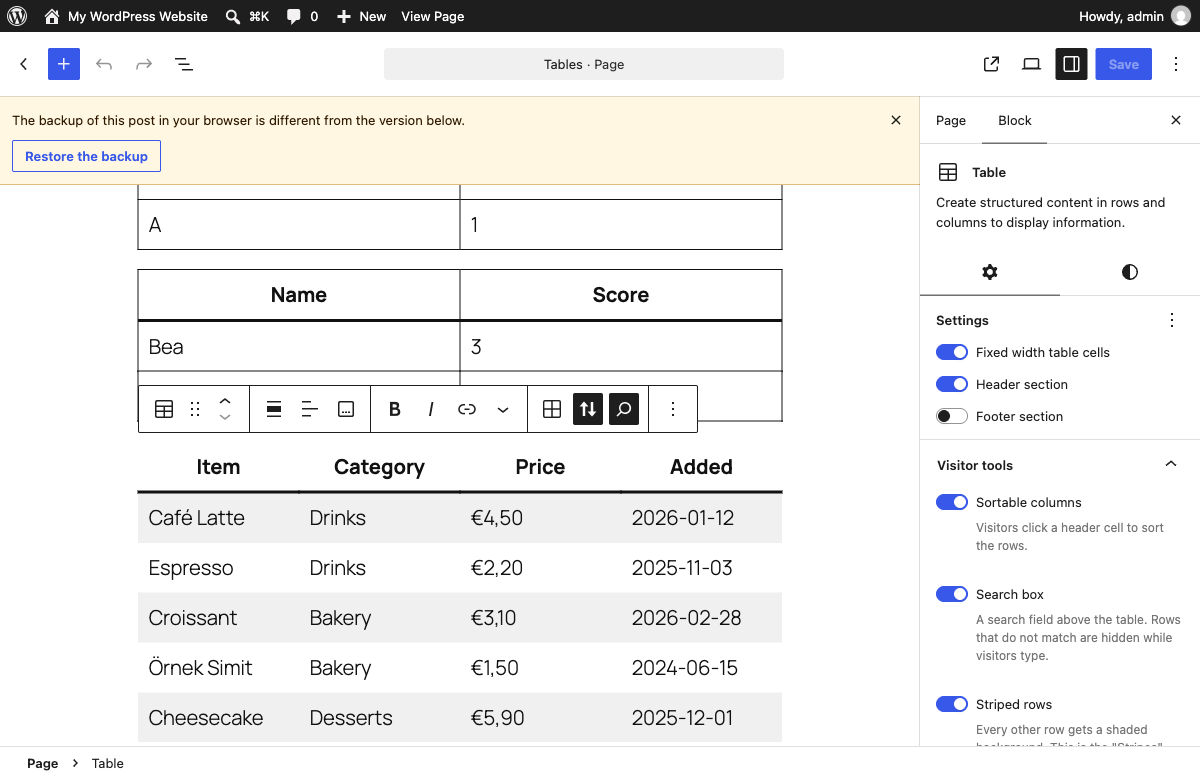 My WordPress Website ⌘K 0 New View Page Howdy, admin
Tables · Page
Save
The backup of this post in your browser is different from the version below.
Restore the backup
A 1
Name Score
Bea 3
B I
Item Category Price Added
Café Latte Drinks €4,50 2026-01-12
Espresso Drinks €2,20 2025-11-03
Croissant Bakery €3,10 2026-02-28
Örnek Simit Bakery €1,50 2024-06-15
Cheesecake Desserts €5,90 2025-12-01
Page Block
Table
Create structured content in rows and
columns to display information.
Settings
Fixed width table cells
Header section
Footer section
Visitor tools
Sortable columns
Visitors click a header cell to sort
the rows.
Search box
A search field above the table. Rows
that do not match are hidden while
visitors type.
Striped rows
Every other row gets a shaded
background. This is the "Stripes"
Page Table